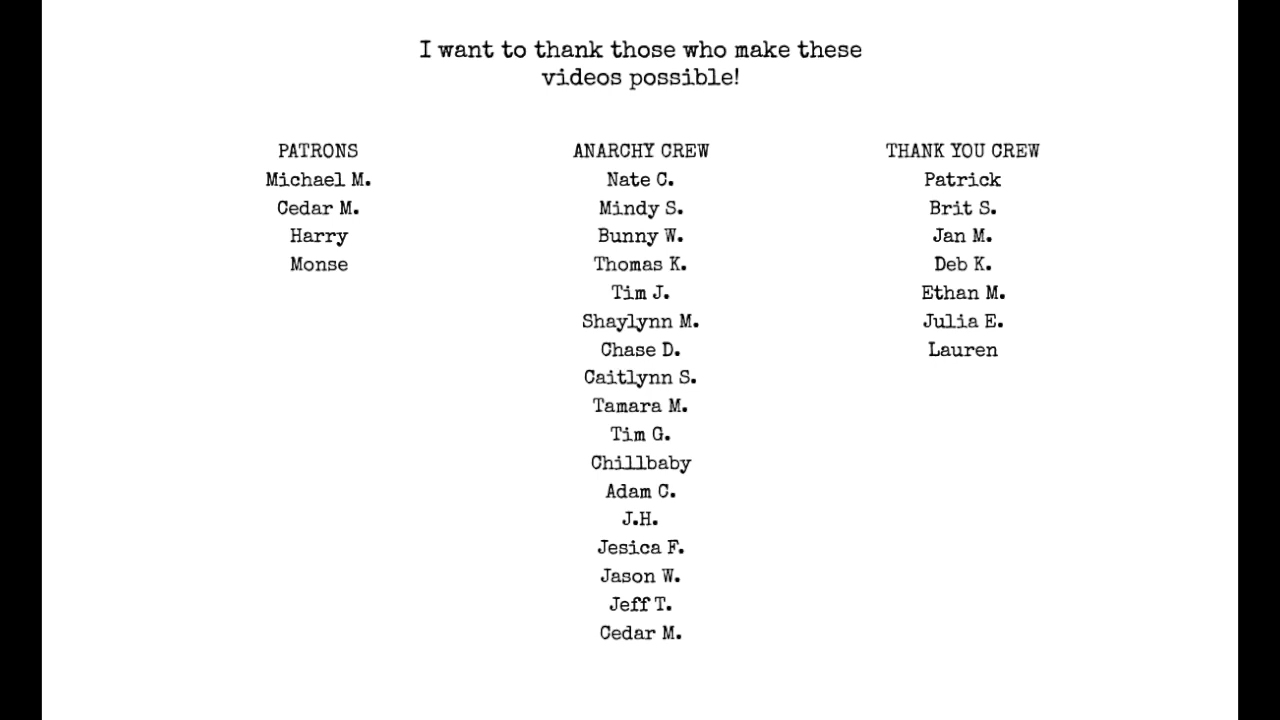 I want to thank those who make these
videos possible!
PATRONS
Michael M.
Cedar M.
Harry
Monse
ANARCHY CREW
Nate C.
Mindy S.
Bunny W.
Thomas K.
Tim J.
Shaylynn M.
Chase D.
Caitlynn S.
Tamara M.
Tim G.
Chillbaby
Adam C.
J.H.
Jesica F.
Jason W.
Jeff T.
Cedar M.
THANK YOU CREW
Patrick
Brit S.
Jan M.
Deb K.
Ethan M.
Julia E.
Lauren